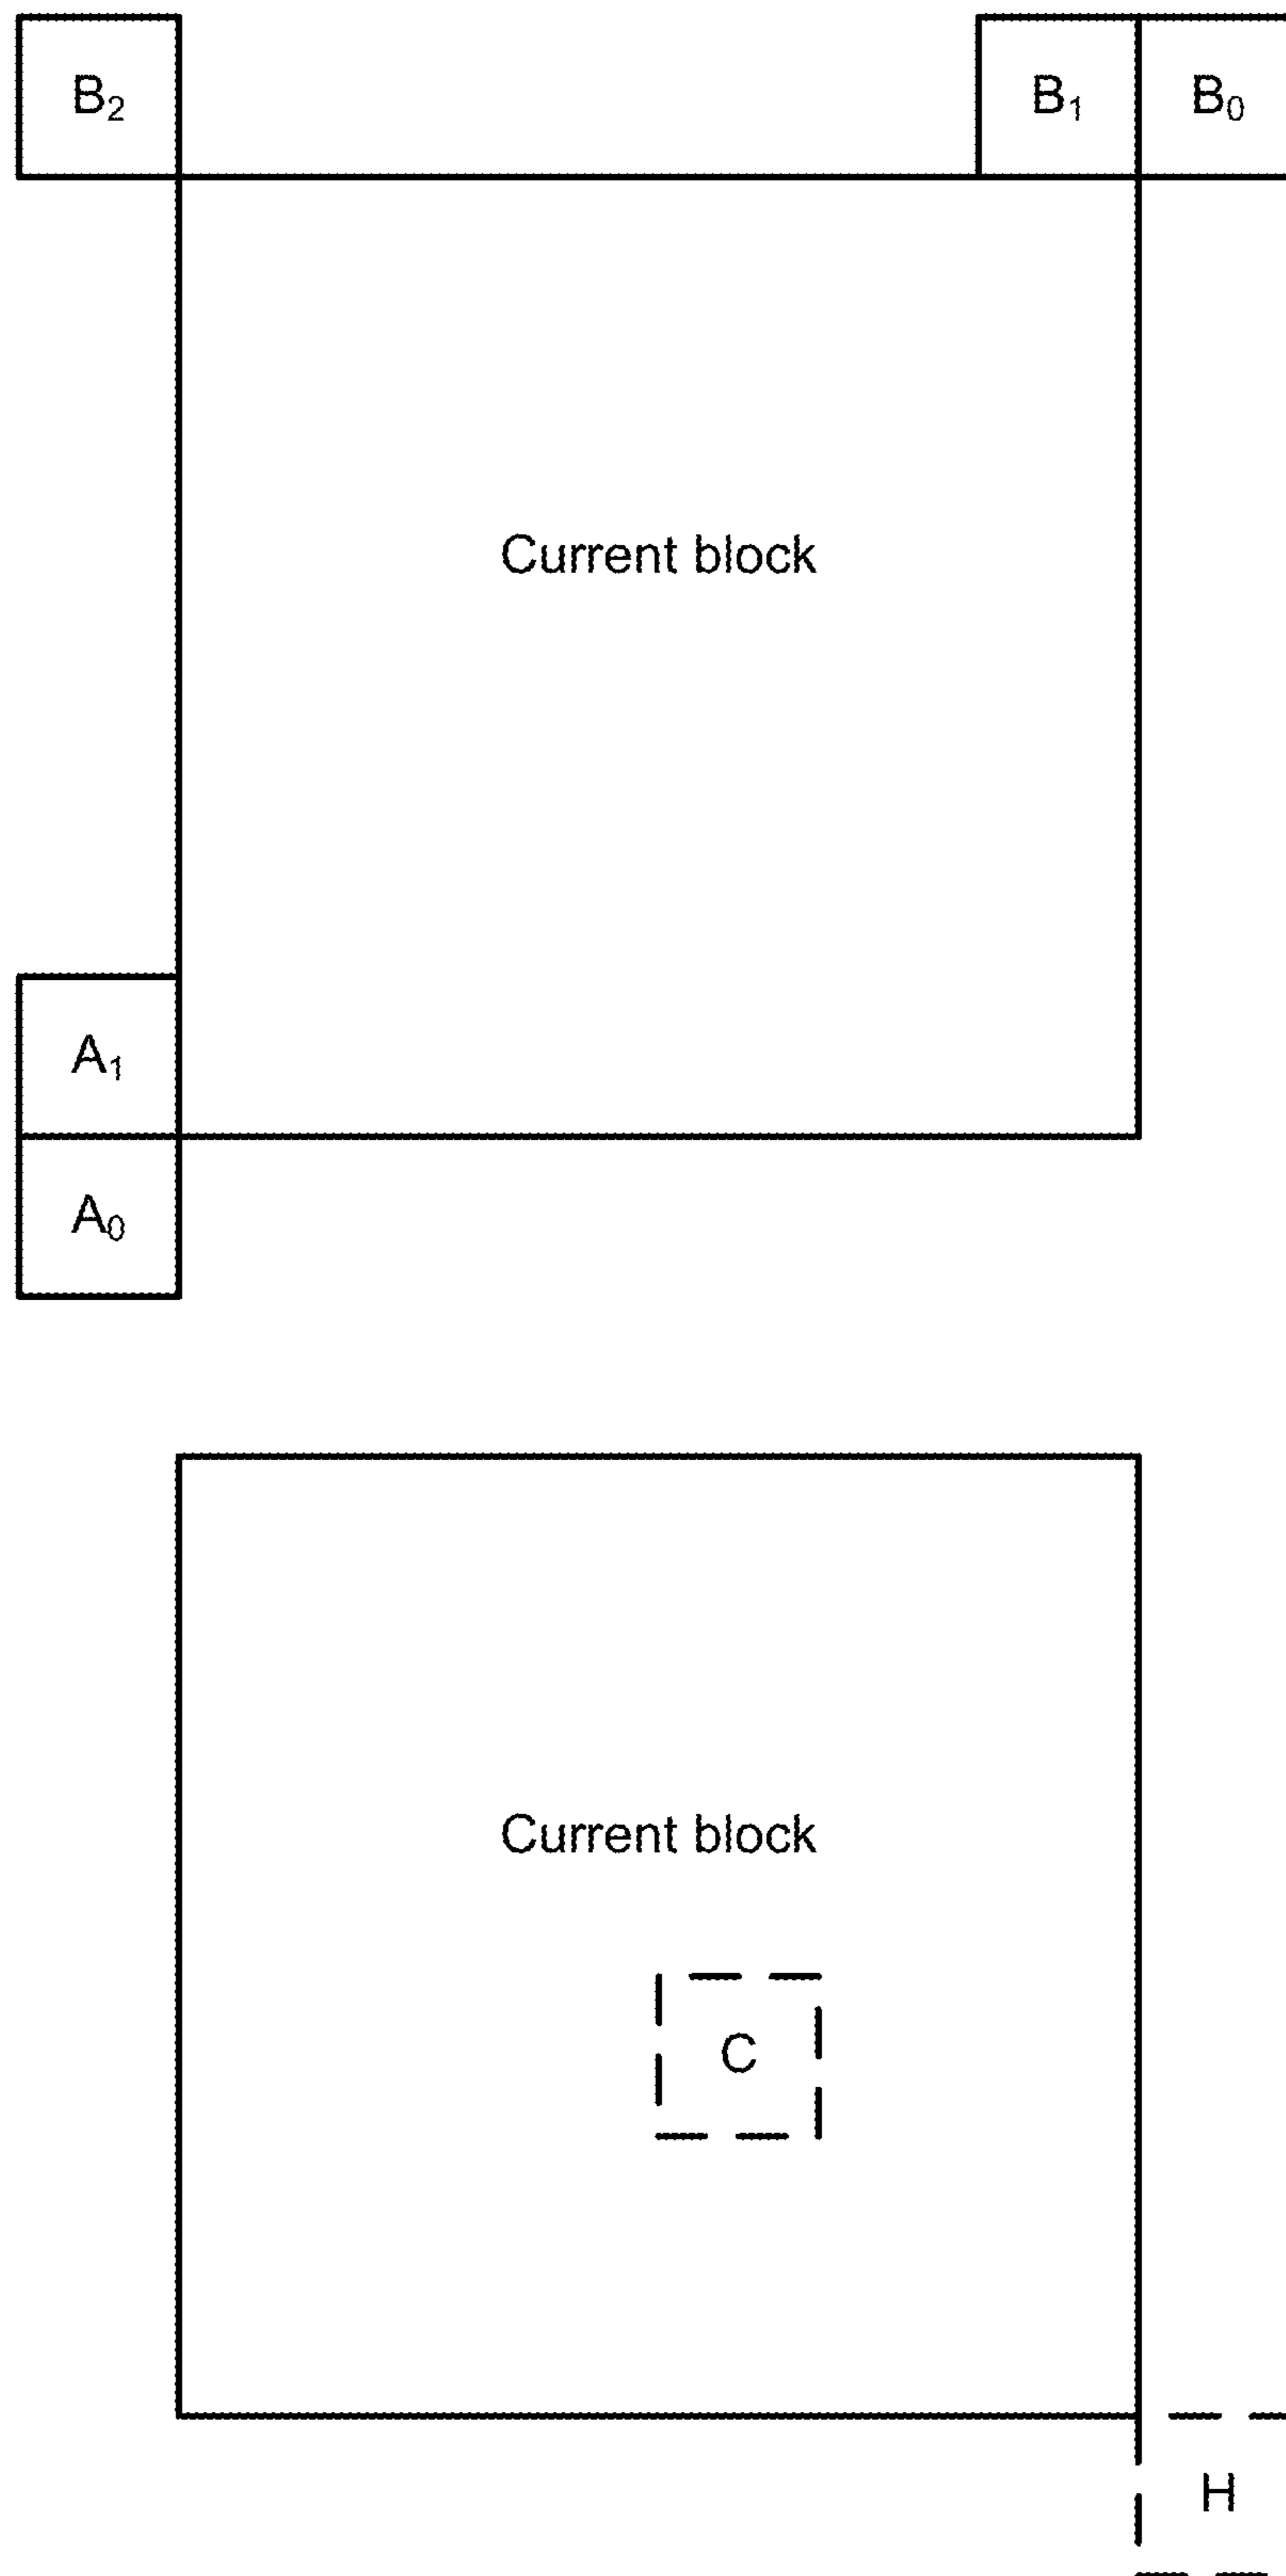 B₂ B₁ B₀
Current block
A₁
A₀
Current block
C
H